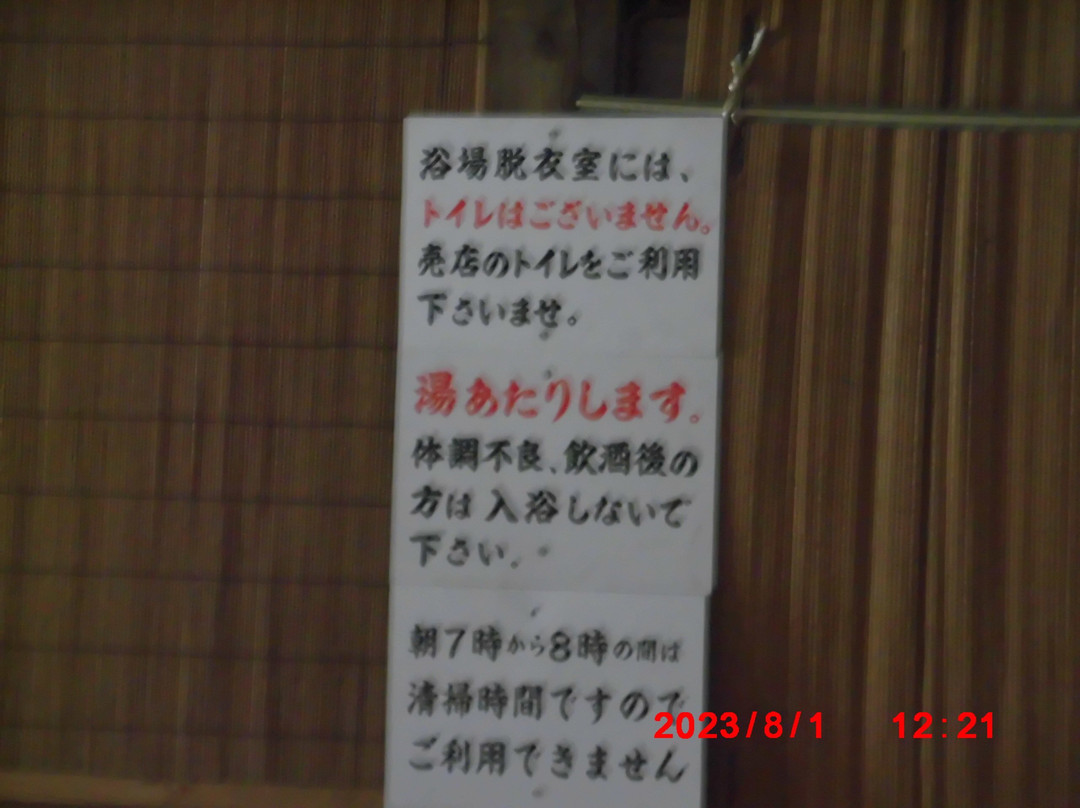 浴場脱衣室には、
トイレはございません。
売店のトイレをご利用
下さいませ。
湯あたりします。
体調不良、飲酒後の
方は入浴しないで
下さい。
朝7時から8時の間は
清掃時間ですので
ご利用できません
2023/8/1 12:21